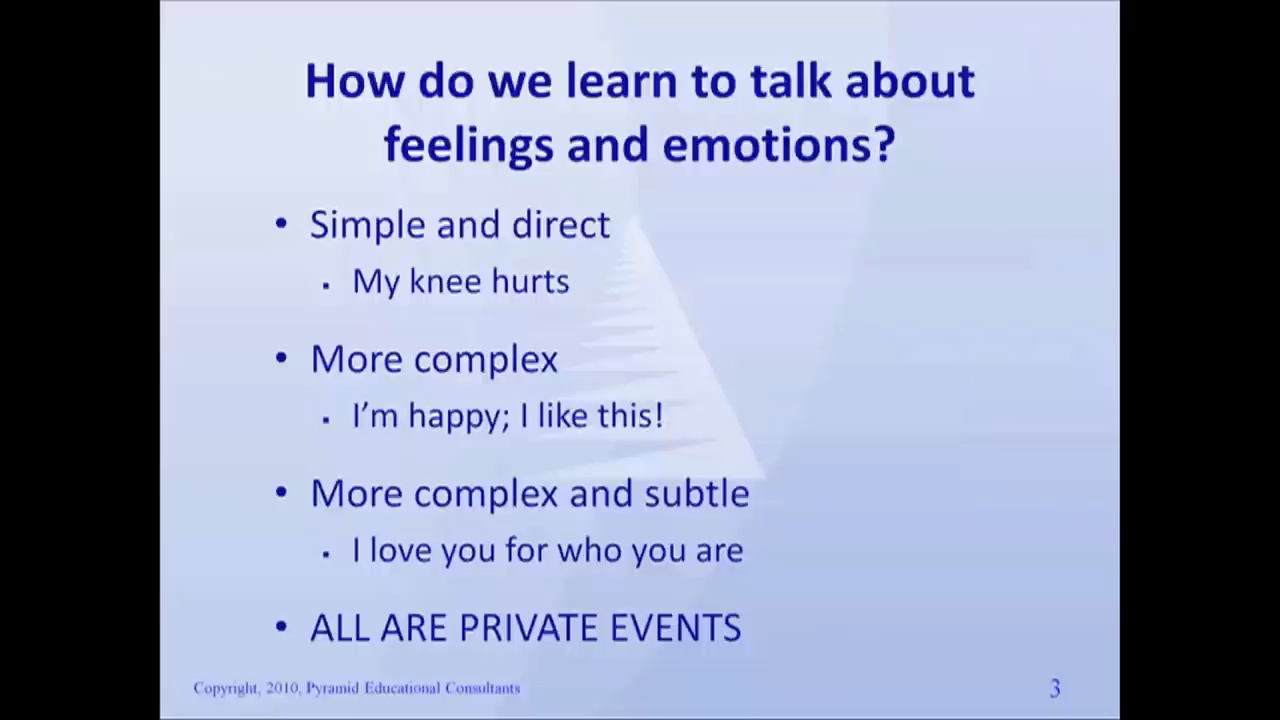 How do we learn to talk about
feelings and emotions?
• Simple and direct
▪ My knee hurts
• More complex
▪ I’m happy; I like this!
• More complex and subtle
▪ I love you for who you are
• ALL ARE PRIVATE EVENTS
Copyright, 2010, Pyramid Educational Consultants
3